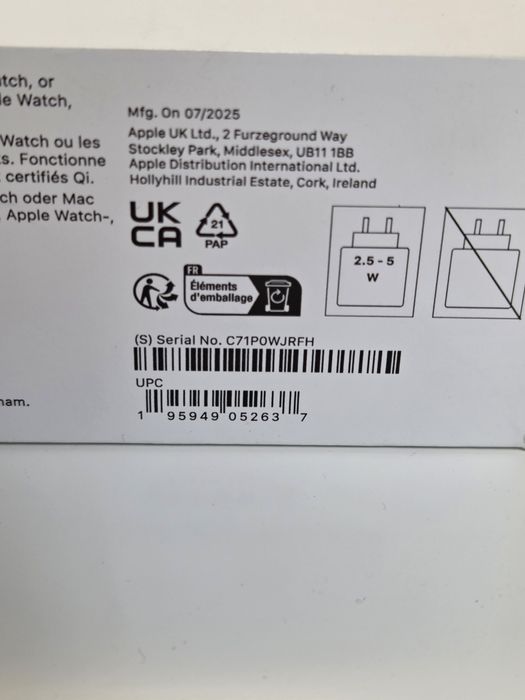 tch, or
le Watch,
Watch ou les
s. Fonctionne
certifiés Qi.
ch oder Mac
, Apple Watch-,
nam.
Mfg. On 07/2025
Apple UK Ltd., 2 Furzeground Way
Stockley Park, Middlesex, UB11 1BB
Apple Distribution International Ltd.
Hollyhill Industrial Estate, Cork, Ireland
UK
CA
21
PAP
FR
Éléments
d'emballage
2.5 - 5
W
(S) Serial No. C71P0WJRFH
UPC
1 95949 05263 7